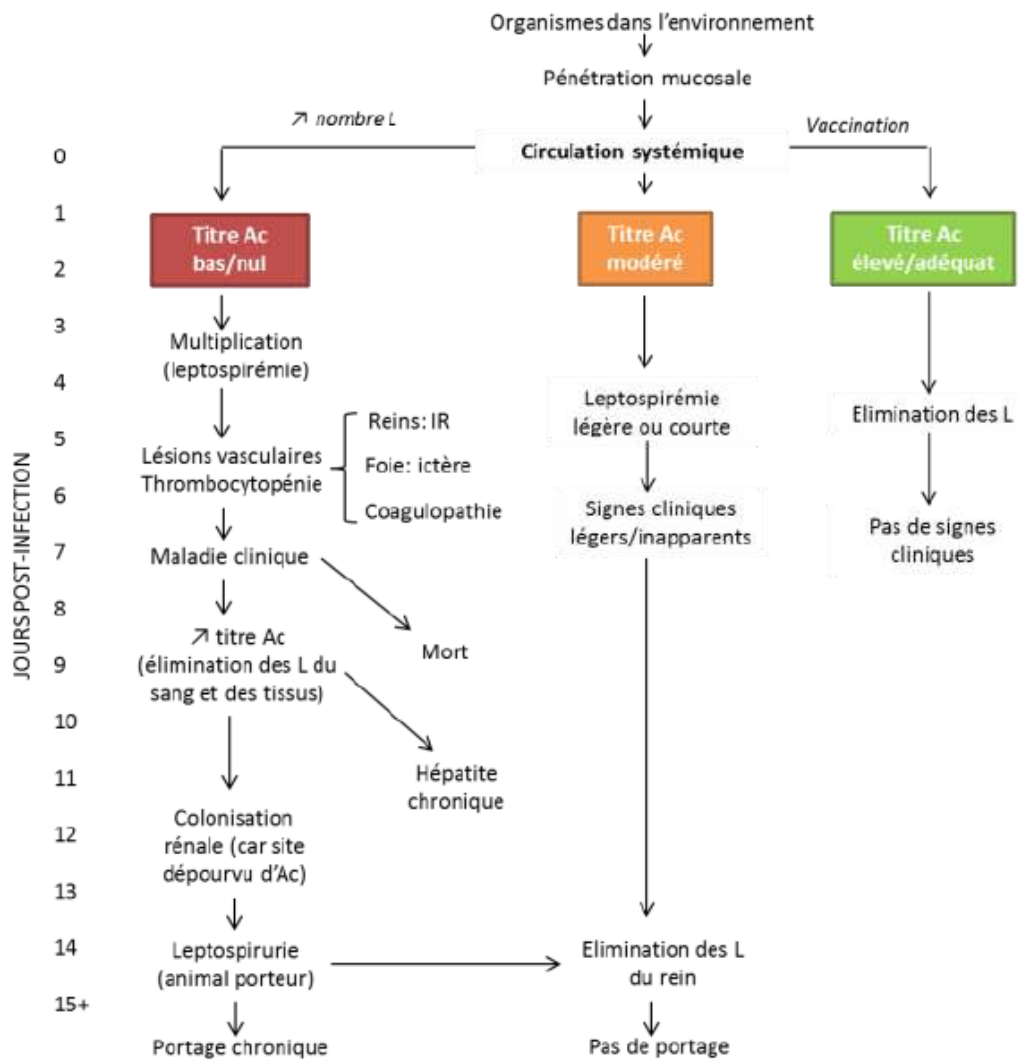 Organismes dans l'environnement
Pénétration mucosale
↗ nombre L
Vaccination
Circulation systémique
JOURS POST-INFECTION
0
1
2
3
4
5
6
7
8
9
10
11
12
13
14
15+
Titre Ac
bas/nul
Multiplication
(leptospirémie)
Lésions vasculaires
Thrombocytopénie
Reins: IR
Foie: ictère
Coagulopathie
Maladie clinique
Mort
↗ titre Ac
(élimination des L du
sang et des tissus)
Hépatite
chronique
Colonisation
rénale (car site
dépourvu d'Ac)
Leptospirurie
(animal porteur)
Portage chronique
Titre Ac
modéré
Leptospirémie
légère ou courte
Signes cliniques
légers/inapparents
Elimination des L
du rein
Pas de portage
Titre Ac
élevé/adéquat
Elimination des L
Pas de signes
cliniques